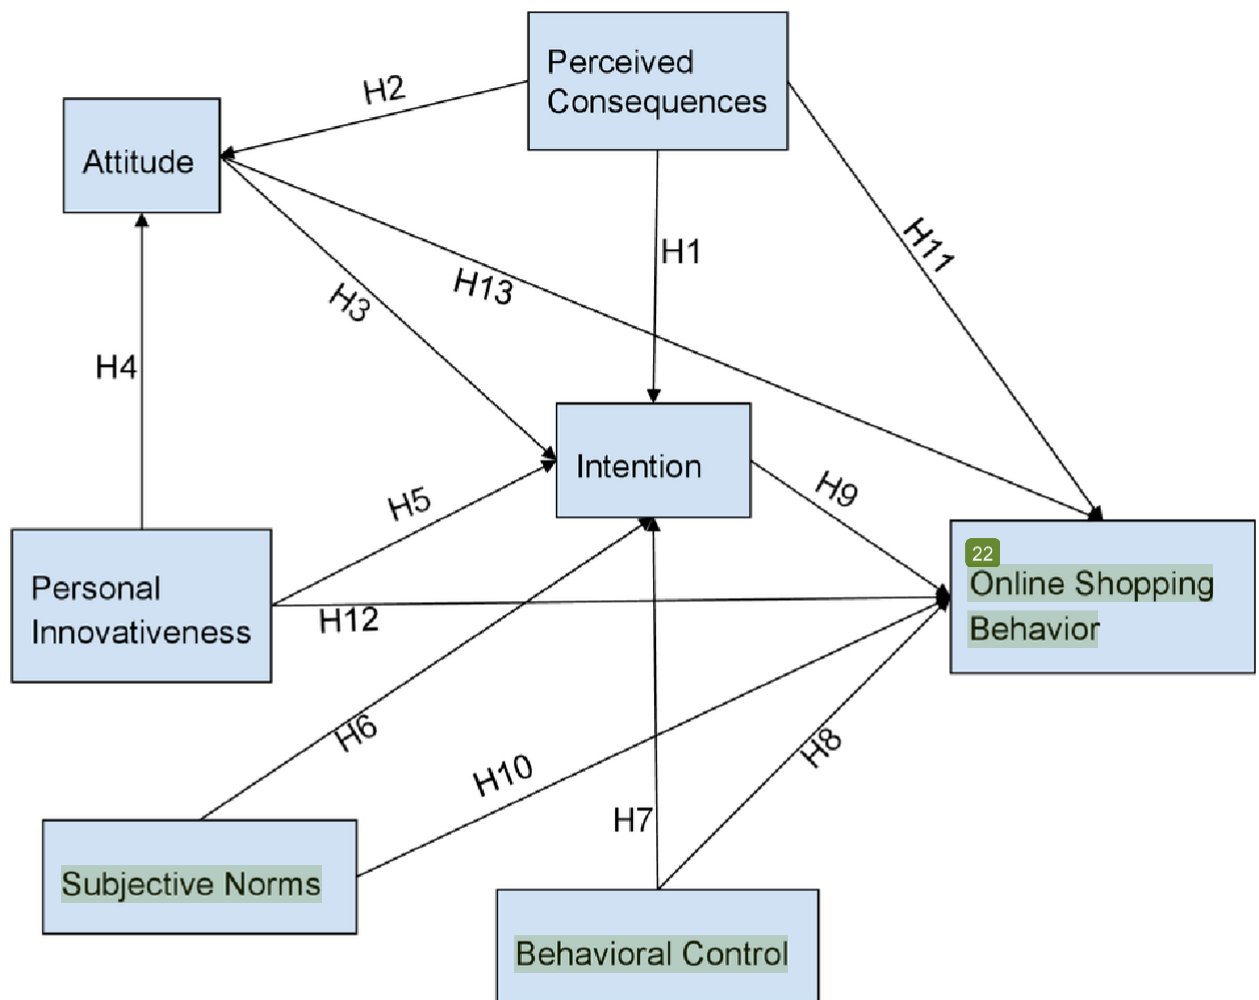 Perceived
Consequences
H2
Attitude
H11
H1
H13
H3
H4
Intention
H9
H5
22
Online Shopping
Behavior
Personal
Innovativeness
H12
H6
H10
H8
H7
Subjective Norms
Behavioral Control